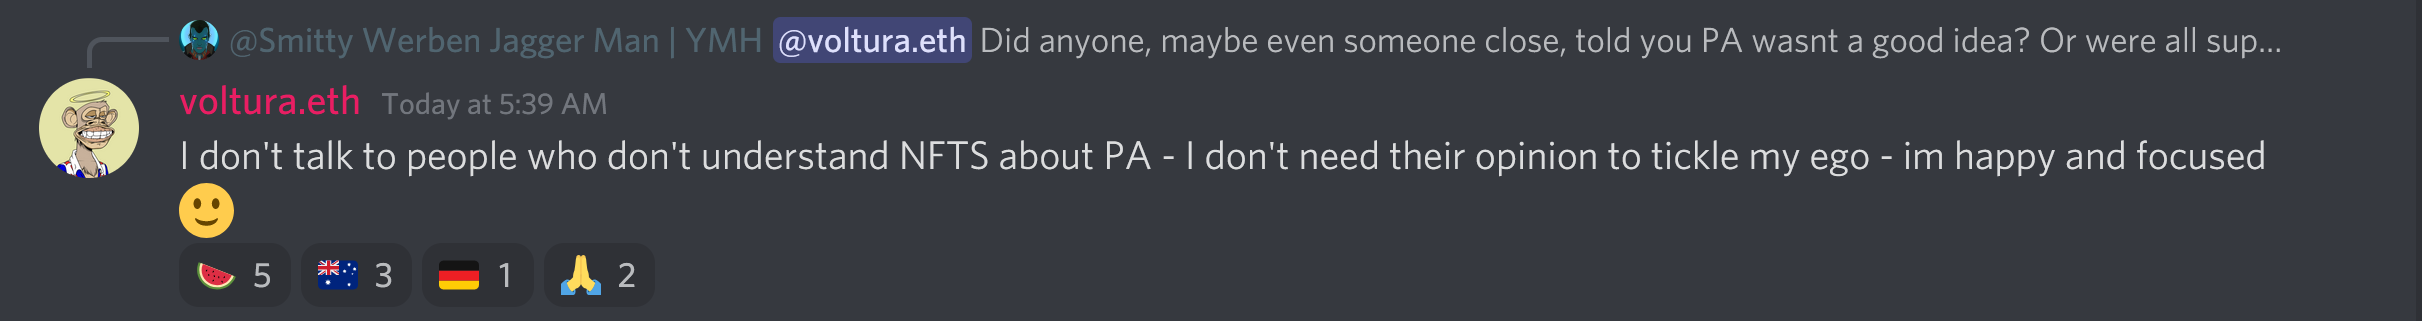 @Smitty Werben Jagger Man | YMH @voltura.eth Did anyone, maybe even someone close, told you PA wasnt a good idea? Or were all sup...
voltura.eth Today at 5:39 AM
I don't talk to people who don't understand NFTS about PA - I don't need their opinion to tickle my ego - im happy and focused
🙂
🍉 5 🇦🇺 3 🇩🇪 1 🙏 2